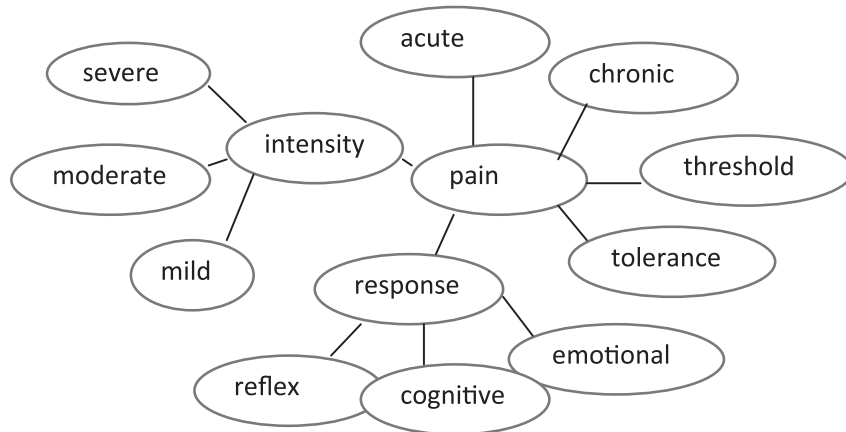 acute
severe
chronic
intensity
threshold
moderate
pain
tolerance
mild
response
emotional
reflex
cognitive